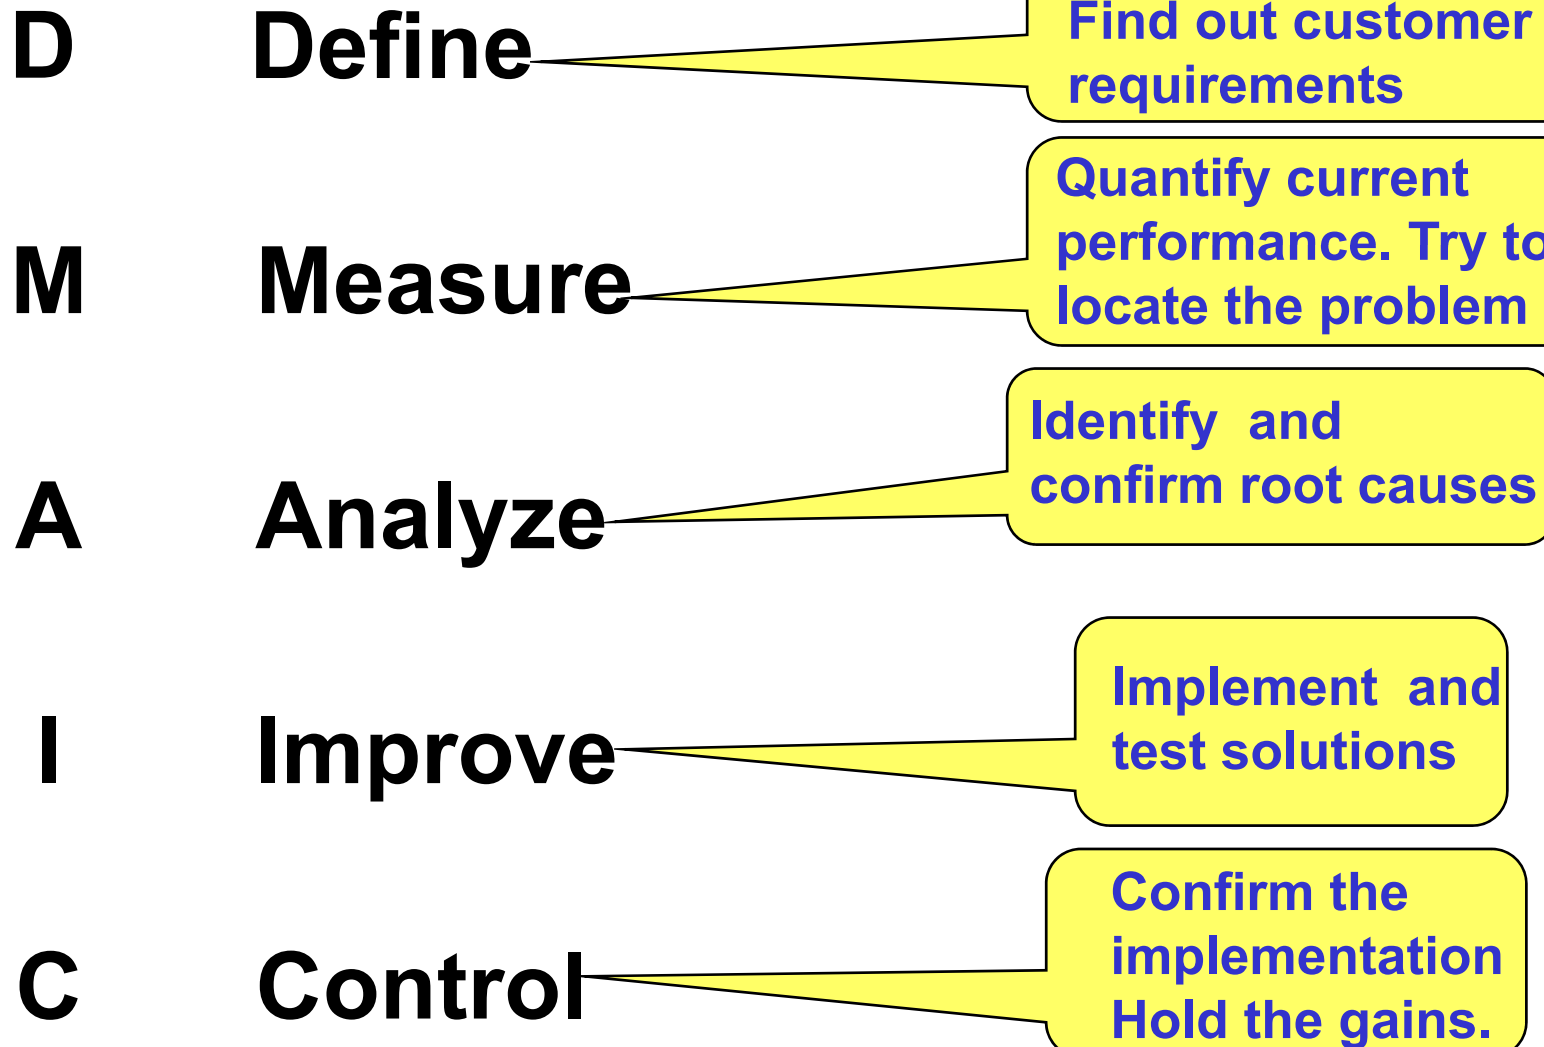 D Define Find out customer
requirements
M Measure Quantify current
performance. Try to
locate the problem
A Analyze Identify and
confirm root causes
I Improve Implement and
test solutions
C Control Confirm the
implementation
Hold the gains.